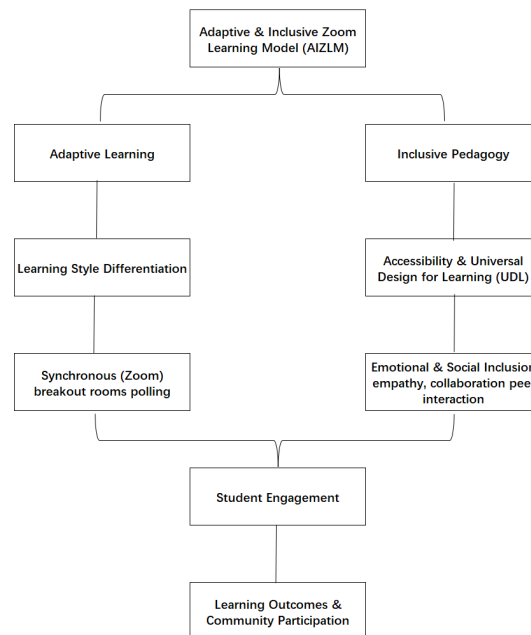 Adaptive & Inclusive Zoom
Learning Model (AIZLM)
Adaptive Learning
Inclusive Pedagogy
Learning Style Differentiation
Accessibility & Universal
Design for Learning (UDL)
Synchronous (Zoom)
breakout rooms polling
Emotional & Social Inclusion
empathy, collaboration pee
interaction
Student Engagement
Learning Outcomes &
Community Participation